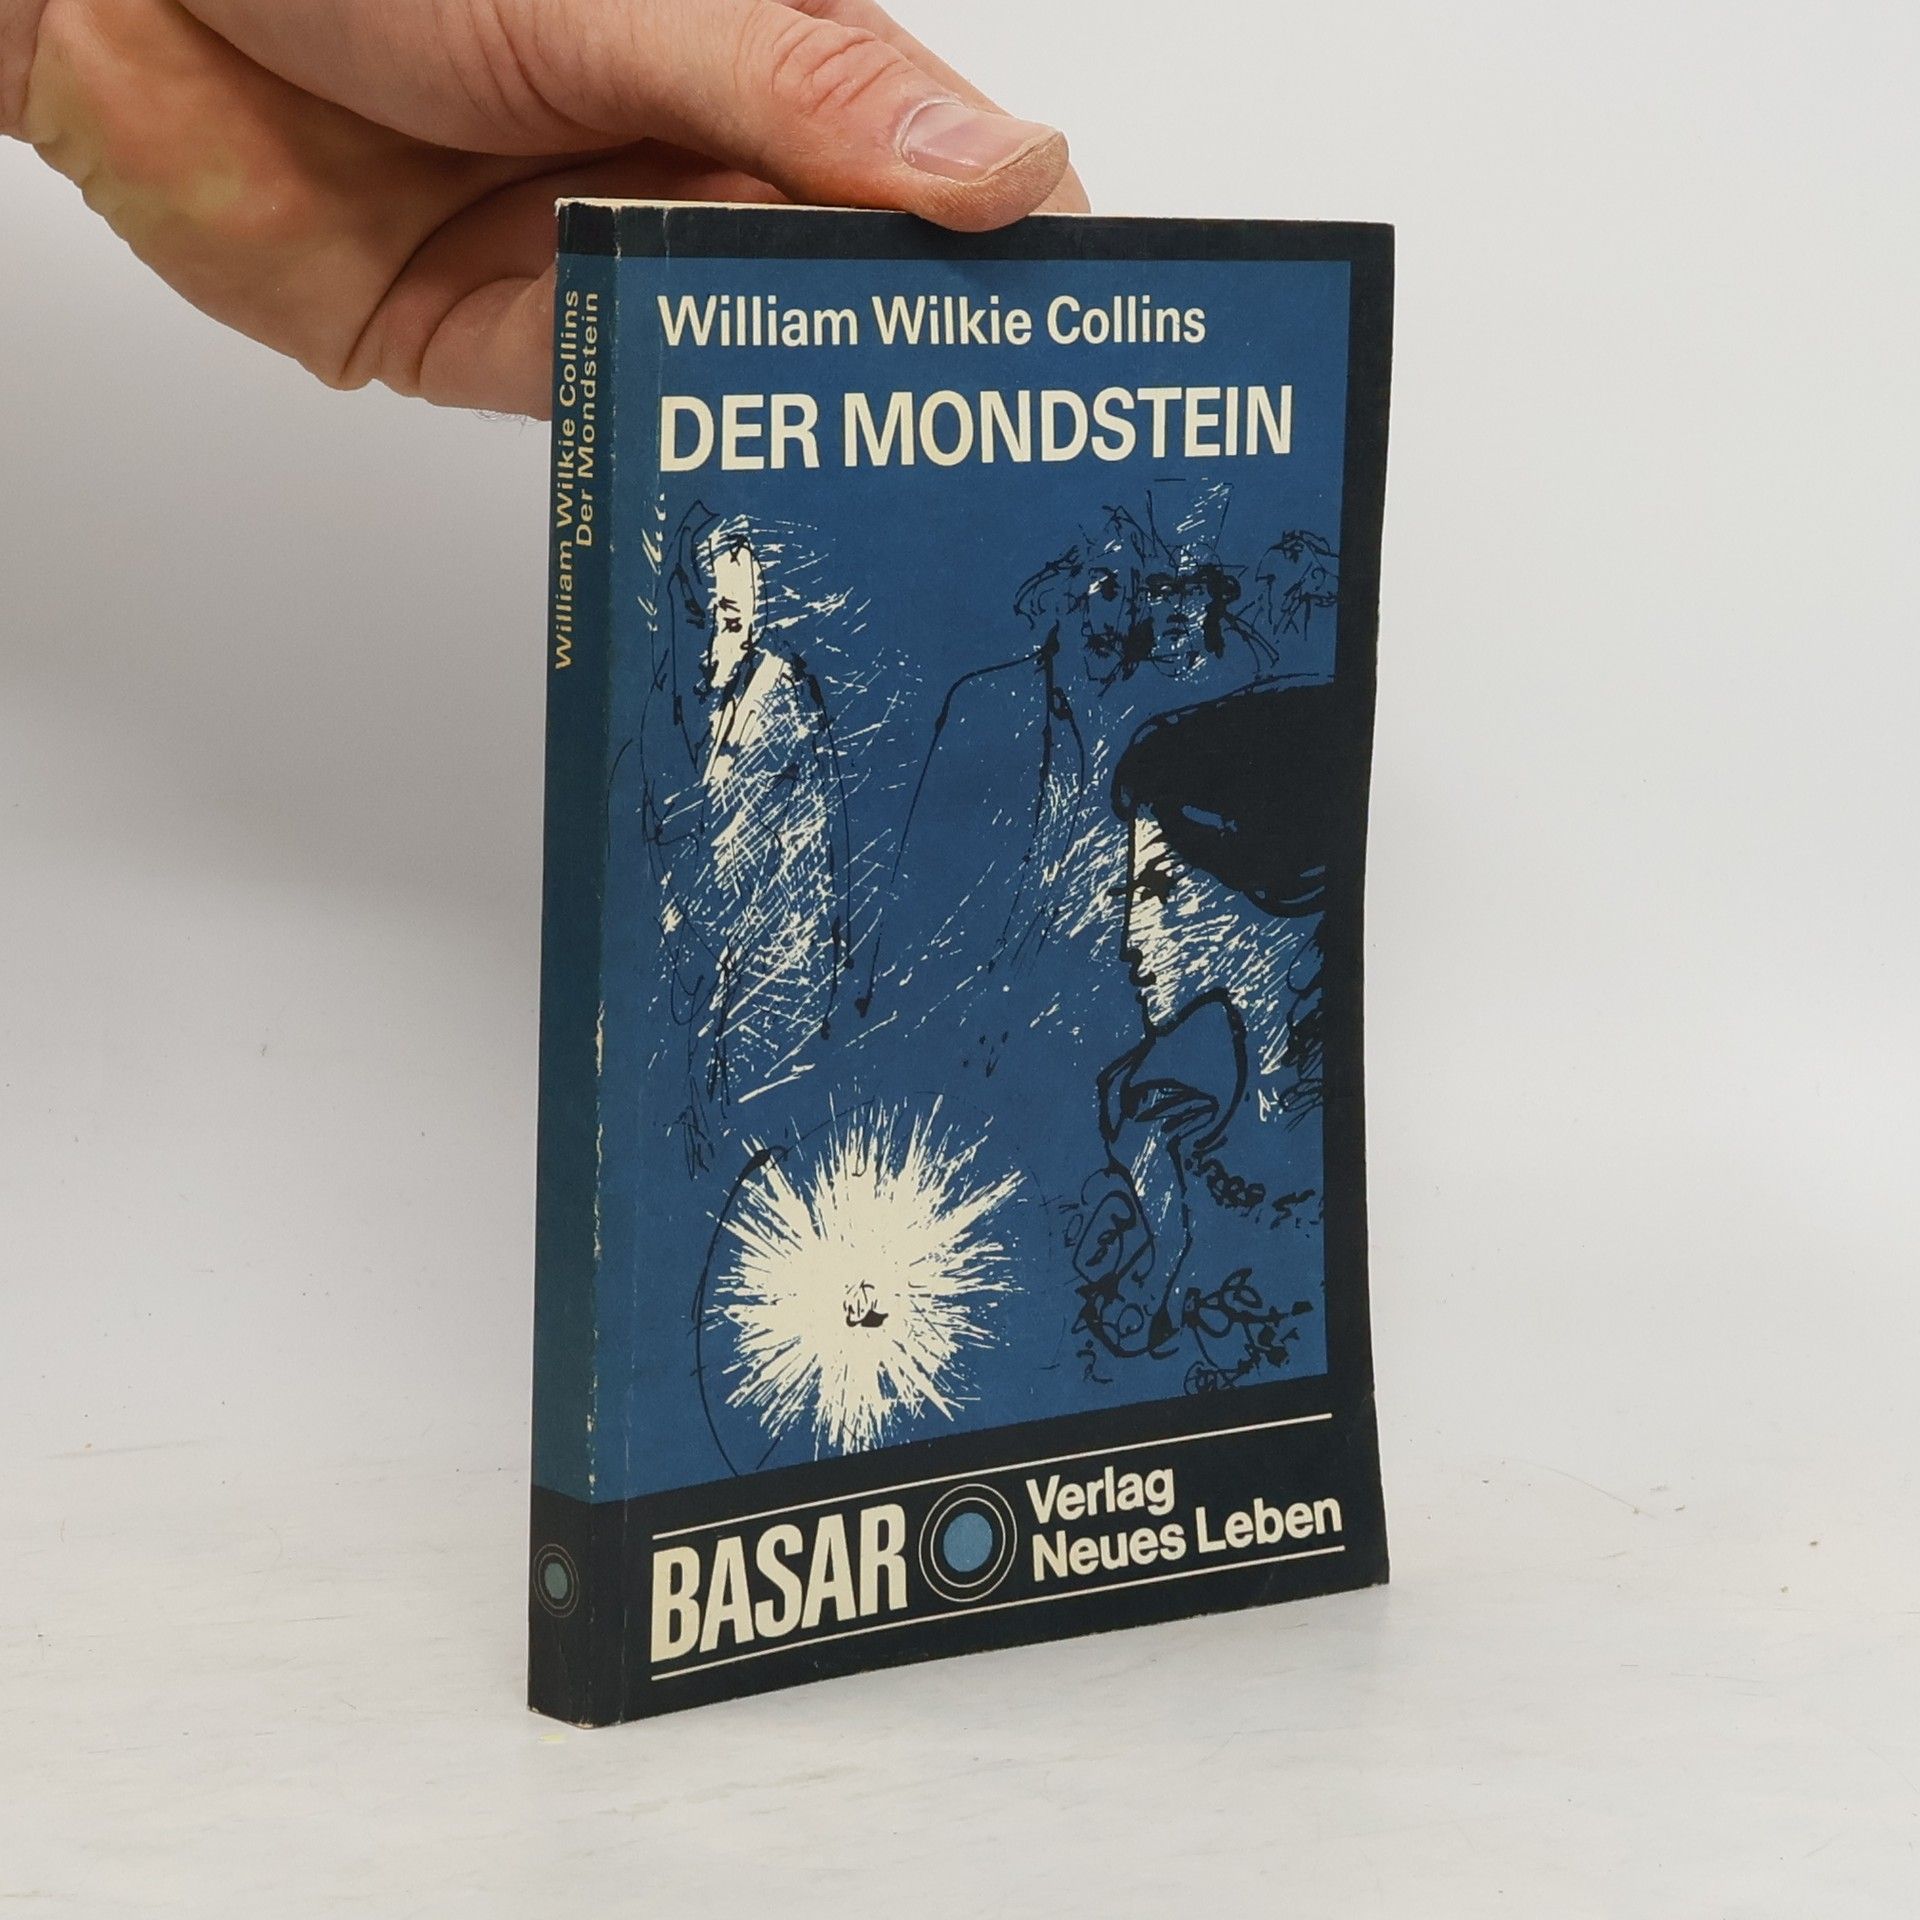 William Wilkie Collins
DER MONDSTEIN
BASAR
Verlag
Neues Leben
William Wilkie Collins
Der Mondstein